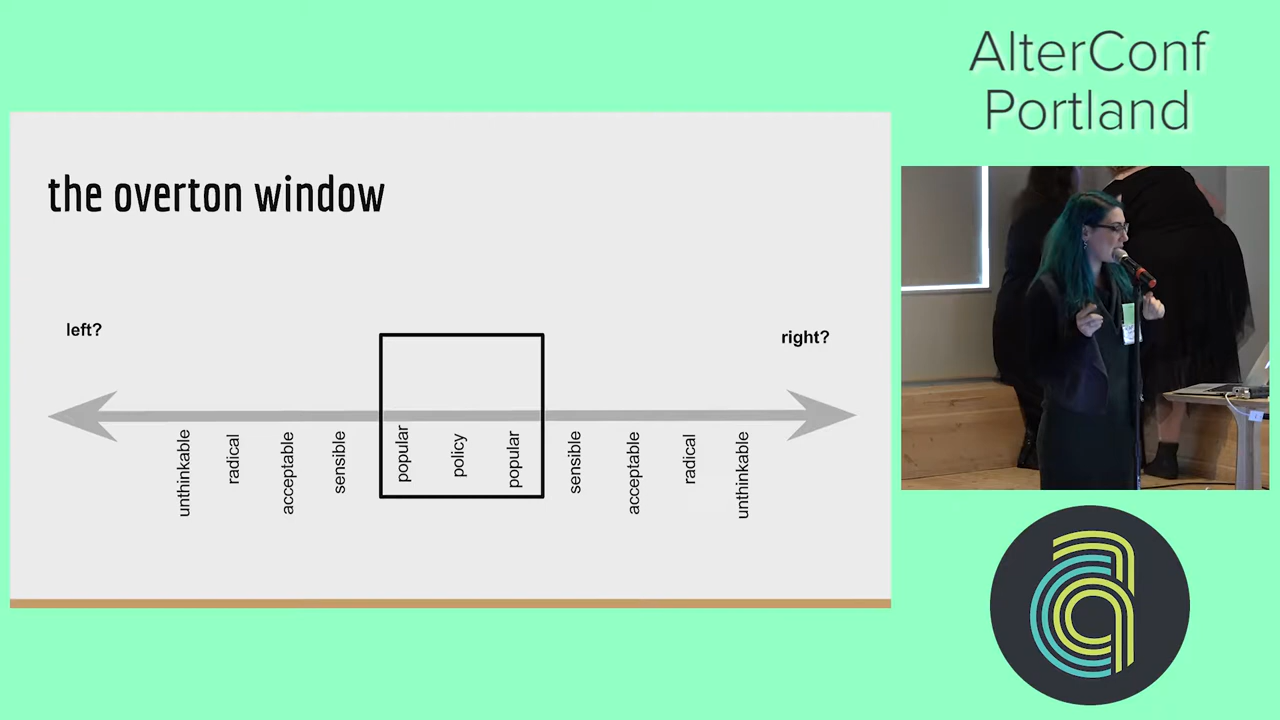 AlterConf
Portland
the overton window
left?
right?
unthinkable
radical
acceptable
sensible
popular
policy
popular
sensible
acceptable
radical
unthinkable